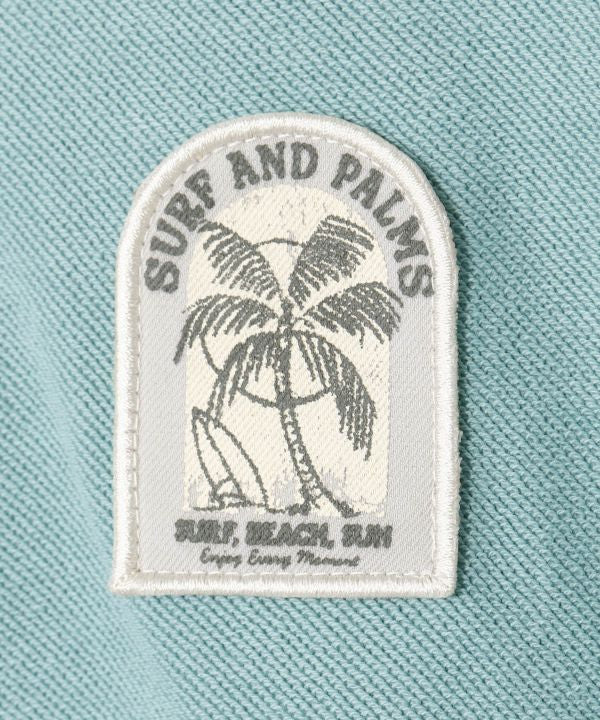 SURF AND PALMS
SURF, BEACH, SUN
Enjoy Every Moment